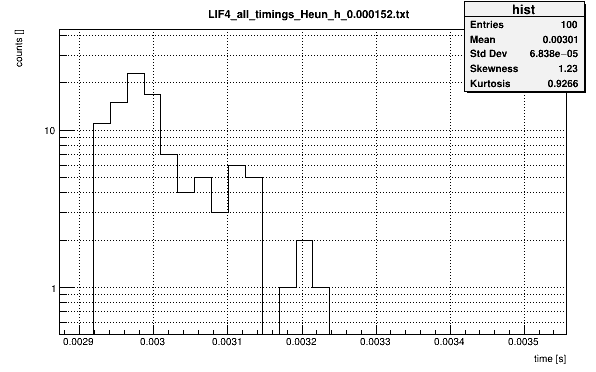 LIF4_all_timings_Heun_h_0.000152.txt
hist
Entries 100
Mean 0.00301
Std Dev 6.838e−05
Skewness 1.23
Kurtosis 0.9266
counts []
10
1
0.0029 0.003 0.0031 0.0032 0.0033 0.0034 0.0035
time [s]